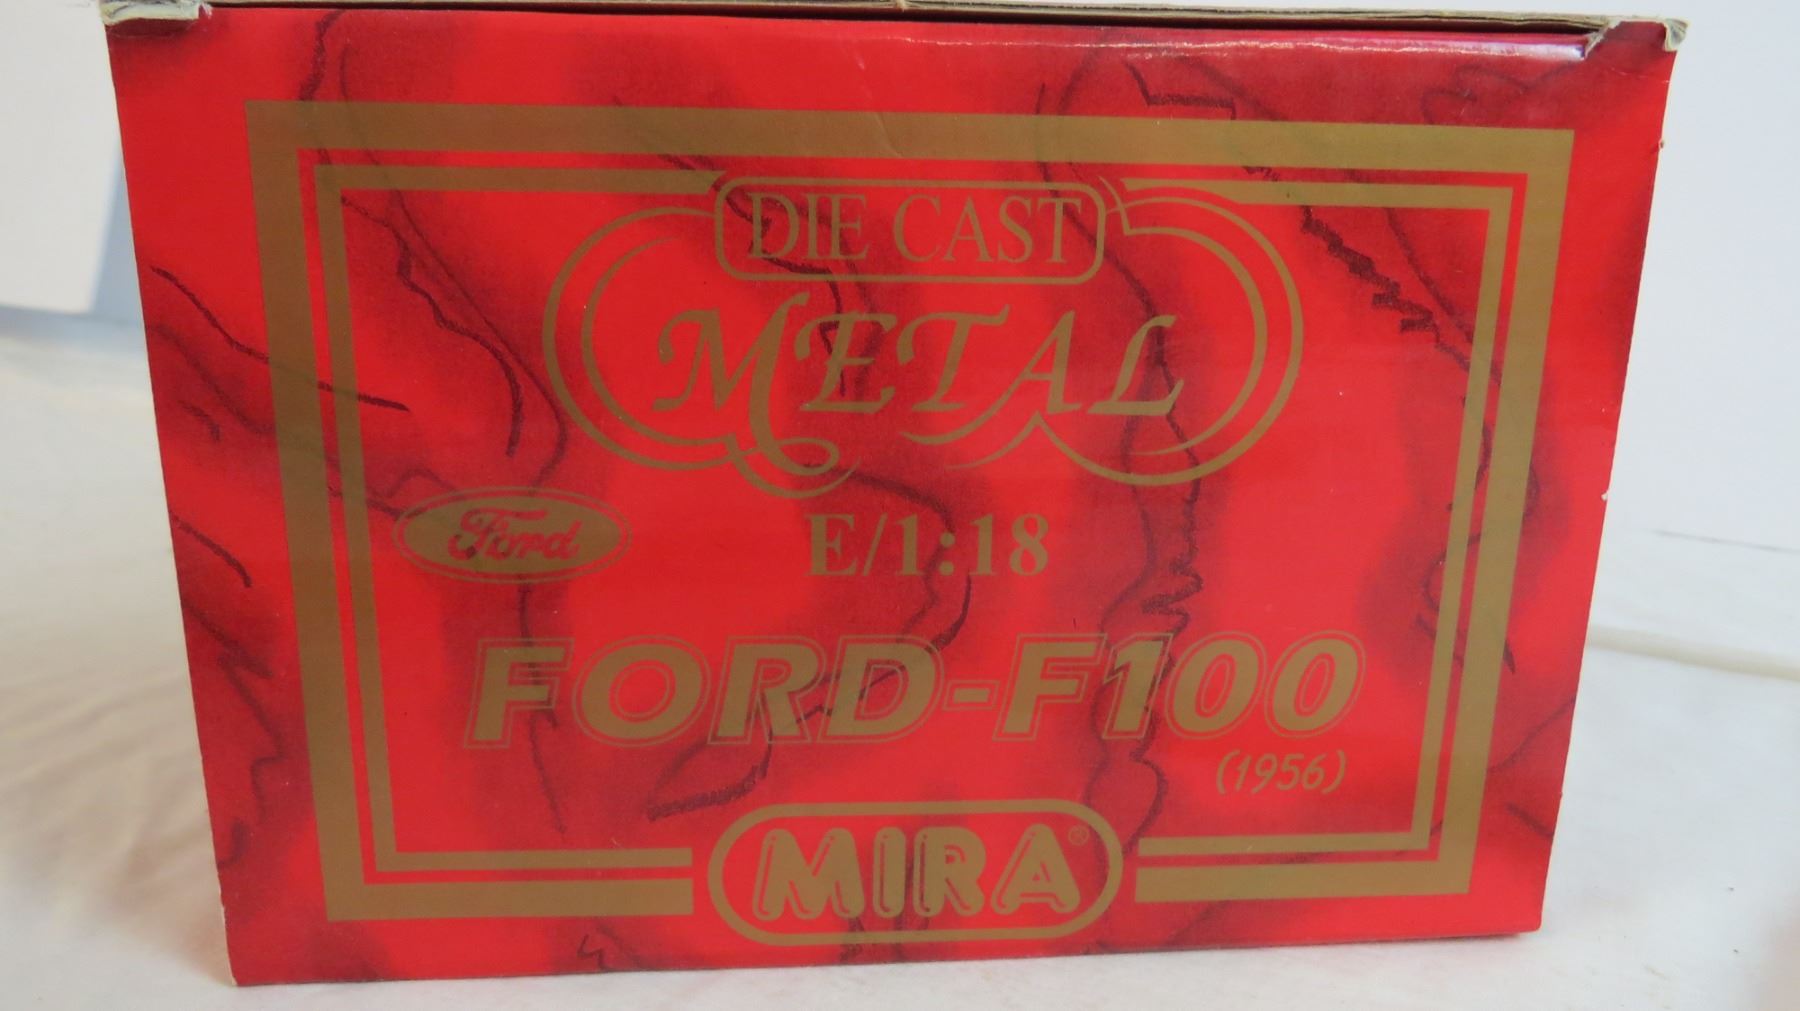 DIE CAST
METAL
Ford
E/1:18
FORD-F100
(1956)
MIRA®